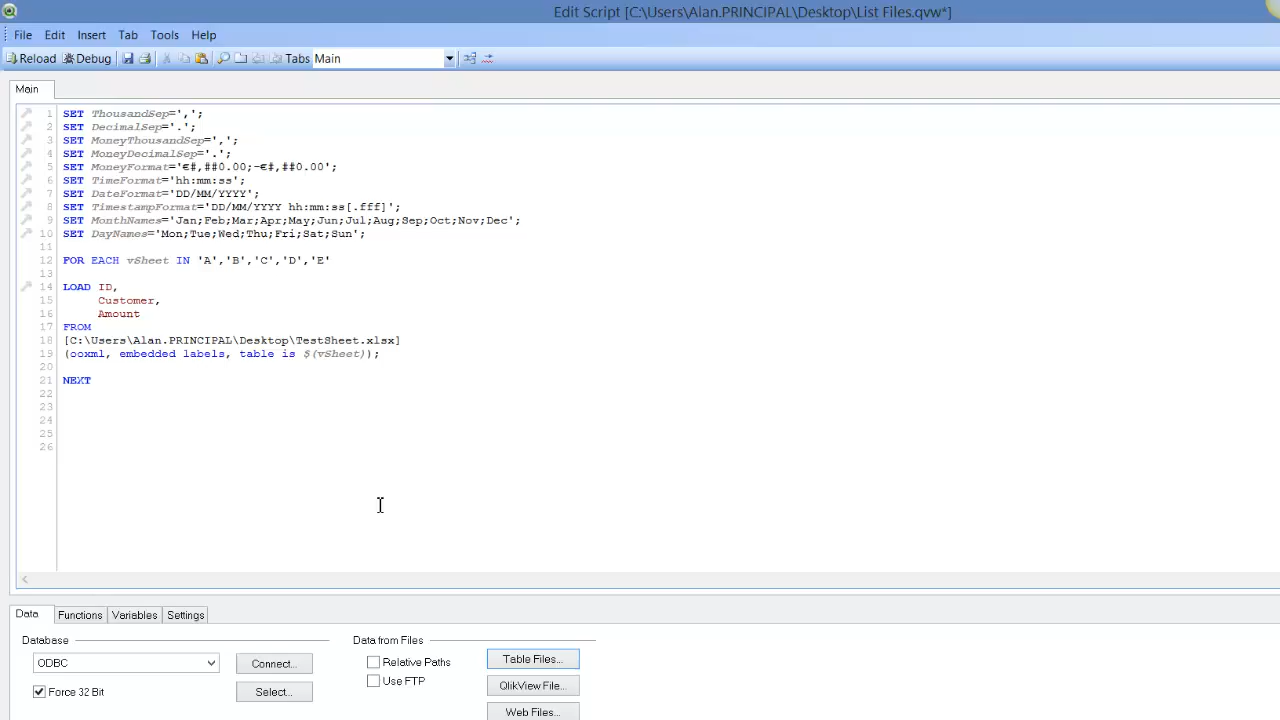 Edit Script [C:\Users\Alan.PRINCIPAL\Desktop\List Files.qvw*]
File Edit Insert Tab Tools Help
Reload Debug Tabs Main
Main
1 SET ThousandSep=',';
2 SET DecimalSep='.';
3 SET MoneyThousandSep=',';
4 SET MoneyDecimalSep='.';
5 SET MoneyFormat='€#,##0.00;-€#,##0.00';
6 SET TimeFormat='hh:mm:ss';
7 SET DateFormat='DD/MM/YYYY';
8 SET TimestampFormat='DD/MM/YYYY hh:mm:ss[.fff]';
9 SET MonthNames='Jan;Feb;Mar;Apr;May;Jun;Jul;Aug;Sep;Oct;Nov;Dec';
10 SET DayNames='Mon;Tue;Wed;Thu;Fri;Sat;Sun';
11
12 FOR EACH vSheet IN 'A','B','C','D','E'
13
14 LOAD ID,
15 Customer,
16 Amount
17 FROM
18 [C:\Users\Alan.PRINCIPAL\Desktop\TestSheet.xlsx]
19 (ooxml, embedded labels, table is $(vSheet));
20
21 NEXT
22
23
24
25
26
Data Functions Variables Settings
Database
Data from Files
ODBC
Connect...
Relative Paths
Table Files...
Force 32 Bit
Select...
Use FTP
QlikView File...
Web Files...